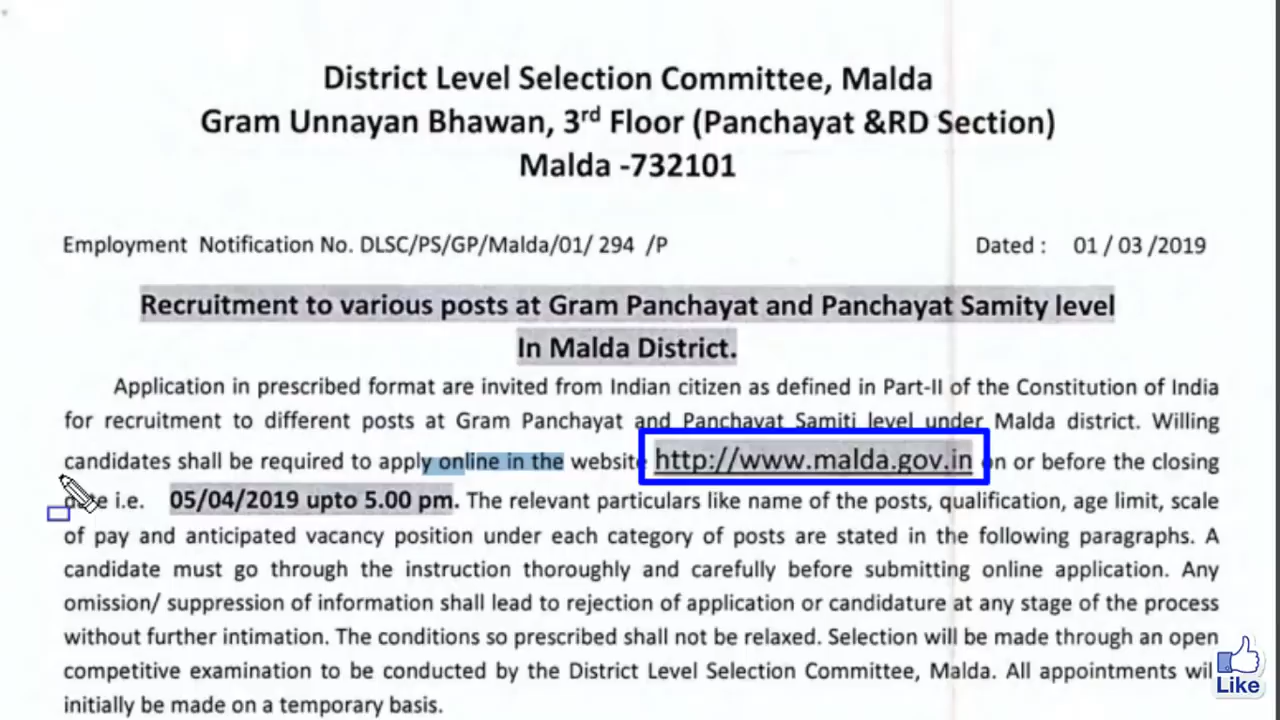 District Level Selection Committee, Malda
Gram Unnayan Bhawan, 3rd Floor (Panchayat &RD Section)
Malda -732101
Employment Notification No. DLSC/PS/GP/Malda/01/ 294 /P Dated : 01 / 03 /2019
Recruitment to various posts at Gram Panchayat and Panchayat Samity level
In Malda District.
Application in prescribed format are invited from Indian citizen as defined in Part-II of the Constitution of India
for recruitment to different posts at Gram Panchayat and Panchayat Samiti level under Malda district. Willing
candidates shall be required to apply online in the website http://www.malda.gov.in on or before the closing
date i.e. 05/04/2019 upto 5.00 pm. The relevant particulars like name of the posts, qualification, age limit, scale
of pay and anticipated vacancy position under each category of posts are stated in the following paragraphs. A
candidate must go through the instruction thoroughly and carefully before submitting online application. Any
omission/ suppression of information shall lead to rejection of application or candidature at any stage of the process
without further intimation. The conditions so prescribed shall not be relaxed. Selection will be made through an open
competitive examination to be conducted by the District Level Selection Committee, Malda. All appointments will
initially be made on a temporary basis.
Like